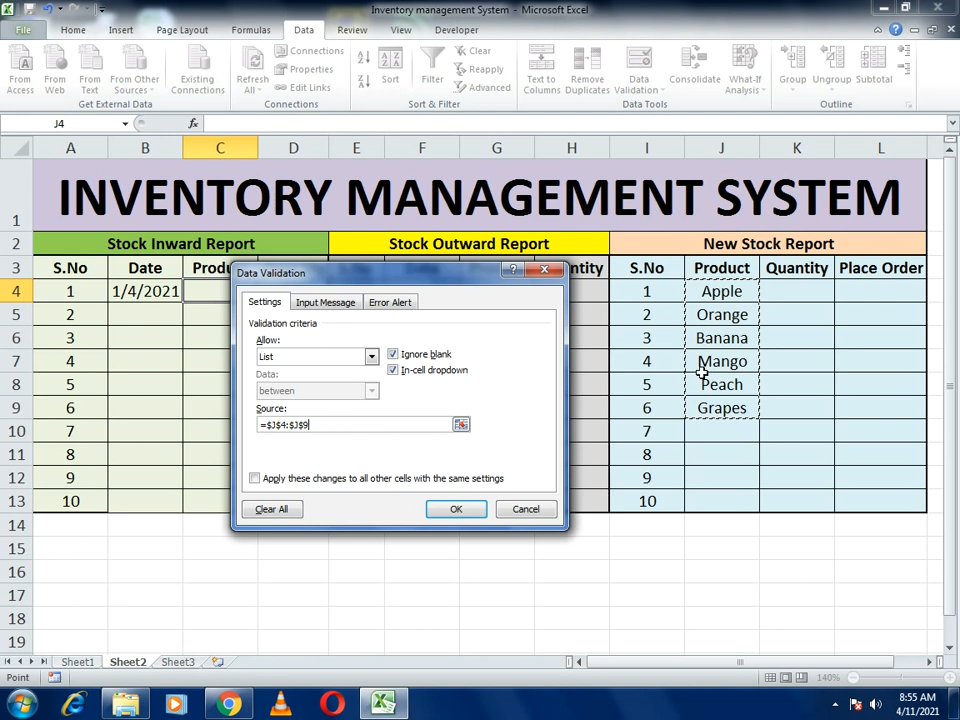 Inventory management System - Microsoft Excel
File Home Insert Page Layout Formulas Data Review View Developer
From Access
From Web
From Text
From Other Sources
Existing Connections
Get External Data
Refresh All
Connections
Properties
Edit Links
Connections
Sort
Filter
Clear
Reapply
Advanced
Sort & Filter
Text to Columns
Remove Duplicates
Data Validation
Consolidate
What-If Analysis
Data Tools
Group
Ungroup
Subtotal
Outline
J4 fx
A B C D E F G H I J K L
1 INVENTORY MANAGEMENT SYSTEM
2 Stock Inward Report Stock Outward Report New Stock Report
3 S.No Date Produ ntity S.No Product Quantity Place Order
4 1 1/4/2021 1 Apple
5 2 2 Orange
6 3 3 Banana
7 4 4 Mango
8 5 5 Peach
9 6 6 Grapes
10 7 7
11 8 8
12 9 9
13 10 10
14
15
16
17
18
19
Data Validation
Settings Input Message Error Alert
Validation criteria
Allow:
List
Ignore blank
In-cell dropdown
Data:
between
Source:
=$J$4:$J$9
Apply these changes to all other cells with the same settings
Clear All OK Cancel
Sheet1 Sheet2 Sheet3
Point 140%
8:55 AM
4/11/2021